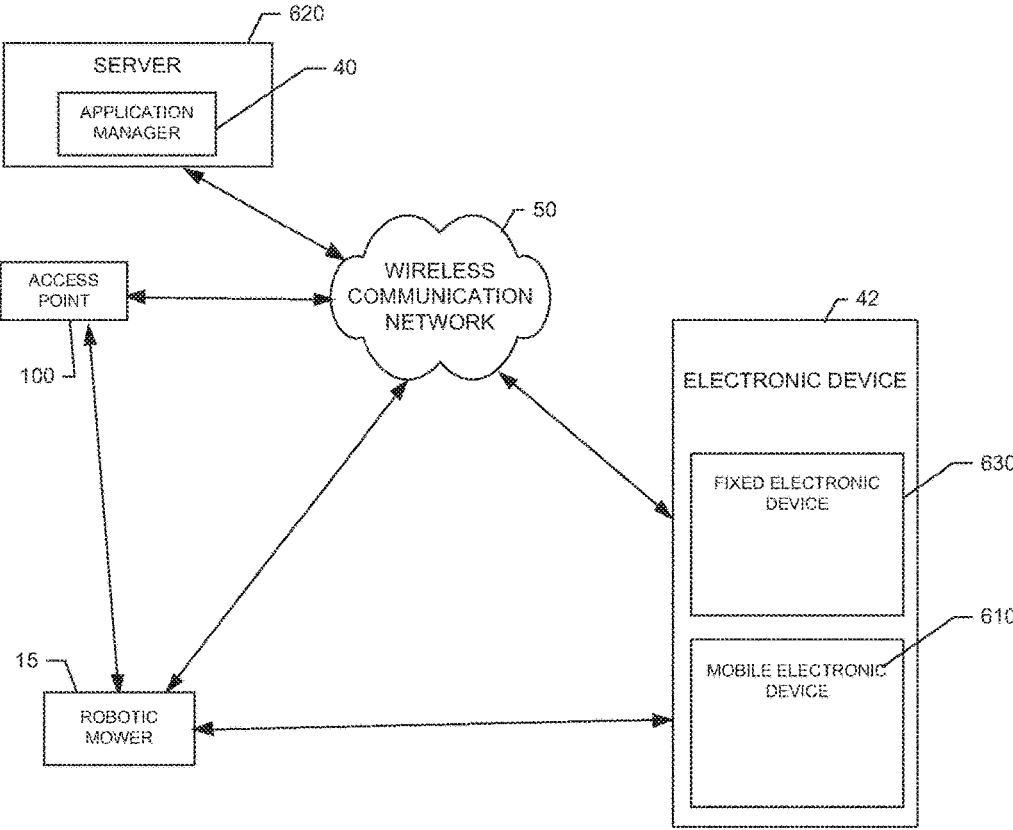 620
SERVER
40
APPLICATION
MANAGER
50
WIRELESS
COMMUNICATION
NETWORK
ACCESS
POINT
100
42
ELECTRONIC DEVICE
630
FIXED ELECTRONIC
DEVICE
610
MOBILE ELECTRONIC
DEVICE
15
ROBOTIC
MOWER